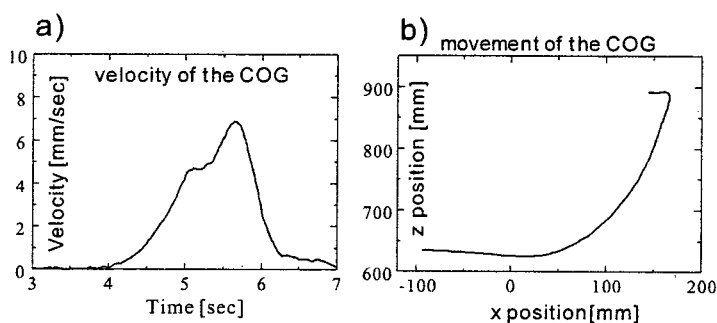 a)
velocity of the COG
10
8
6
4
2
0
Velocity [mm/sec]
3 4 5 6 7
Time [sec]
b)
movement of the COG
900
800
700
600
z position [mm]
-100 0 100 200
x position[mm]